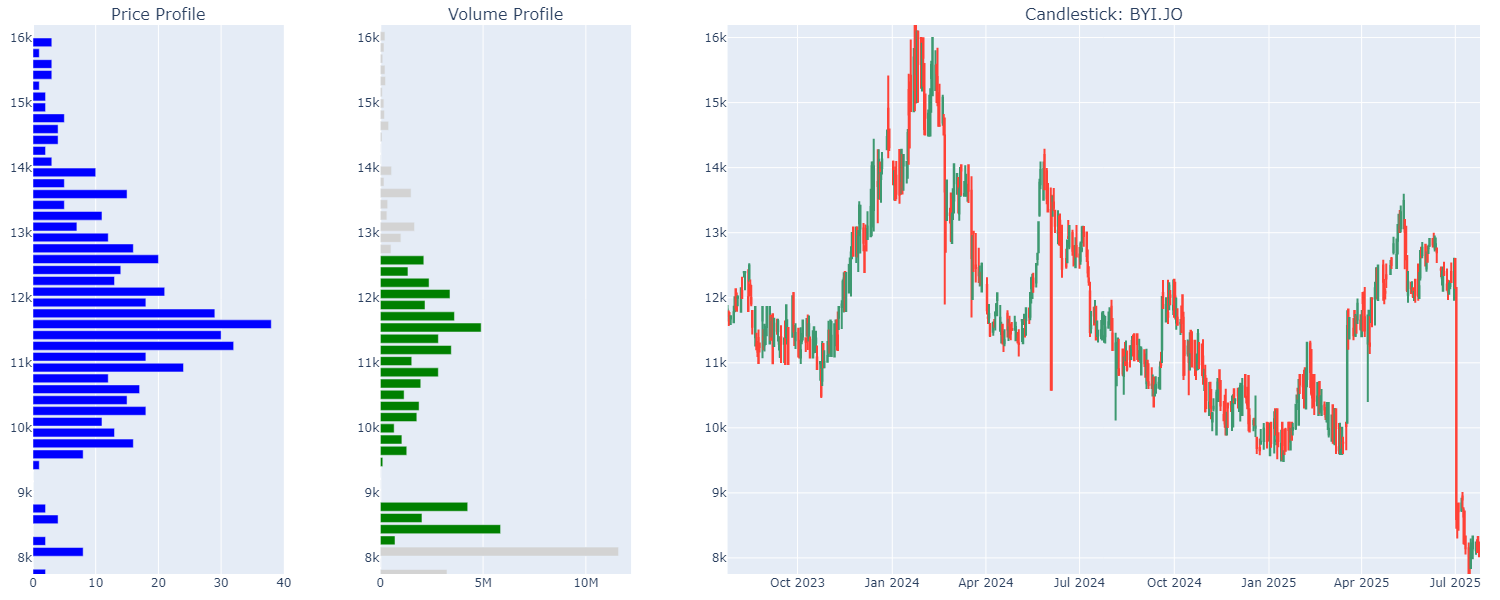 Price Profile
Volume Profile
Candlestick: BYI.JO
16k
15k
14k
13k
12k
11k
10k
9k
8k
0
10
20
30
40
16k
15k
14k
13k
12k
11k
10k
9k
8k
0
5M
10M
16k
15k
14k
13k
12k
11k
10k
9k
8k
Oct 2023
Jan 2024
Apr 2024
Jul 2024
Oct 2024
Jan 2025
Apr 2025
Jul 2025